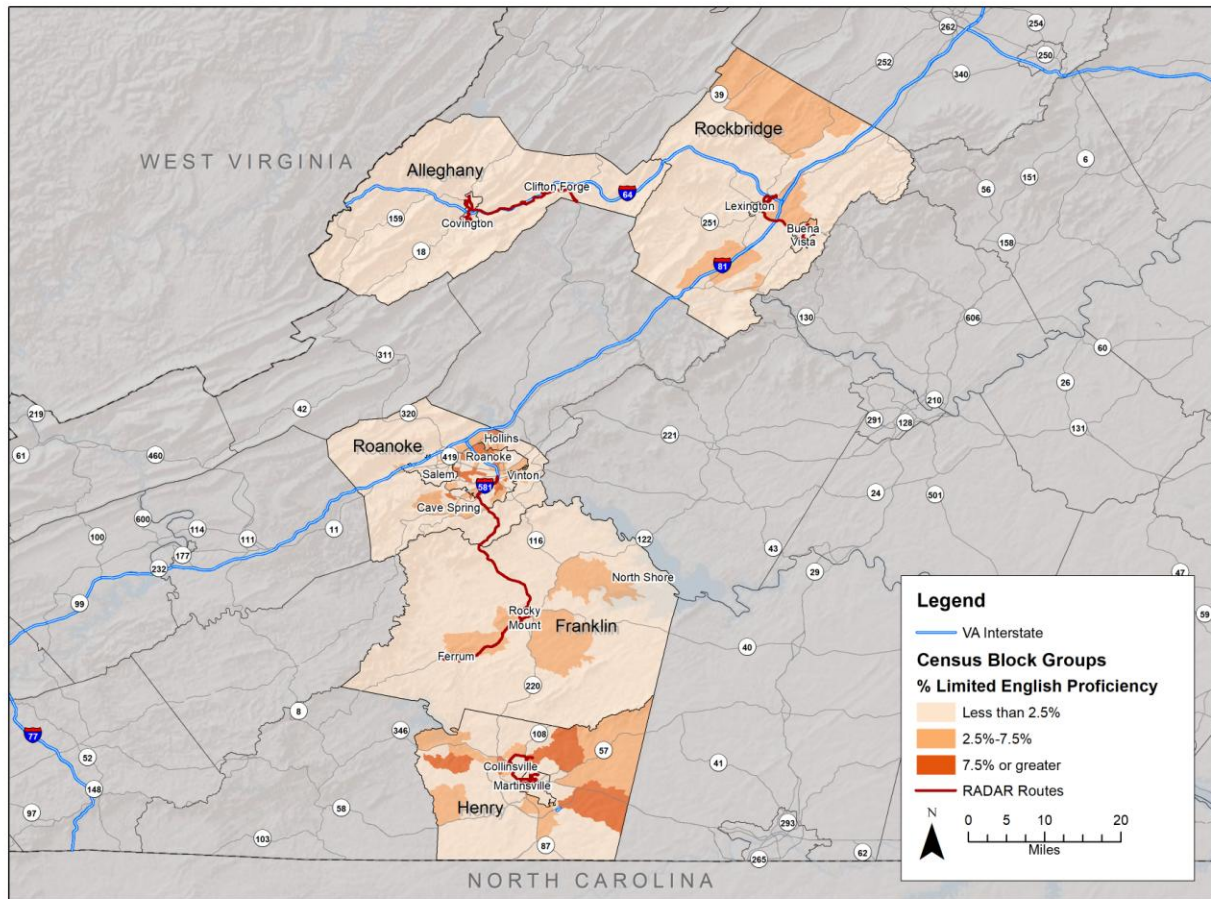 262
254
250
252
340
39
Rockbridge
WEST VIRGINIA
6
Alleghany
151
Clifton Forge
64
56
Lexington
159
251
Covington
Buena
Vista
18
158
81
130
606
311
60
26
42
210
219
320
291
128
131
Hollins
221
Roanoke
419
Roanoke
61
460
Salem
Vinton
581
24
501
Cave Spring
600
114
11
100
111
116
122
177
43
232
29
47
North Shore
99
59
Rocky
Mount
Franklin
40
Ferrum
220
8
346
108
77
57
52
Collinsville
41
Martinsville
148
Henry
58
97
293
103
87
62
265
NORTH CAROLINA
Legend
VA Interstate
Census Block Groups
% Limited English Proficiency
Less than 2.5%
2.5%-7.5%
7.5% or greater
RADAR Routes
N
0 5 10 20
Miles